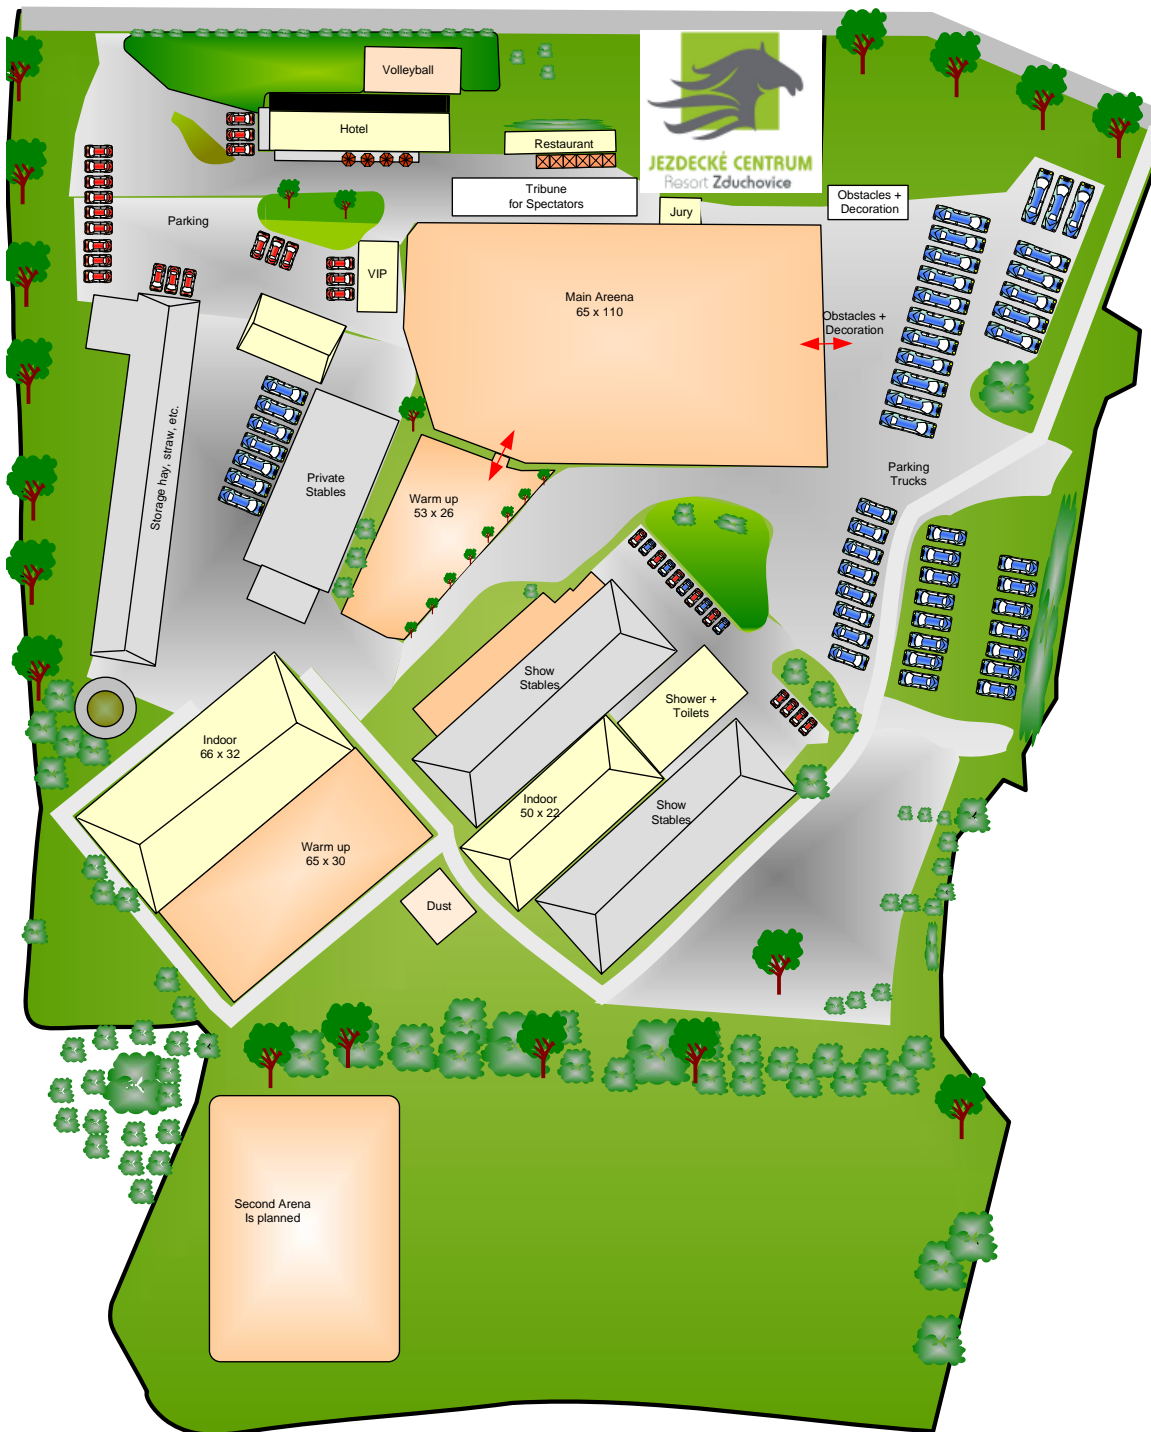 Volleyball
Hotel
Restaurant
JEZDECKÉ CENTRUM
Resort Zduchovice
Tribune
for Spectators
Jury
Obstacles +
Decoration
Parking
VIP
Main Areena
65 x 110
Obstacles +
Decoration
Storage hay, straw, etc.
Private
Stables
Warm up
53 x 26
Parking
Trucks
Show
Stables
Shower +
Toilets
Indoor
66 x 32
Indoor
50 x 22
Show
Stables
Warm up
65 x 30
Dust
Second Arena
Is planned